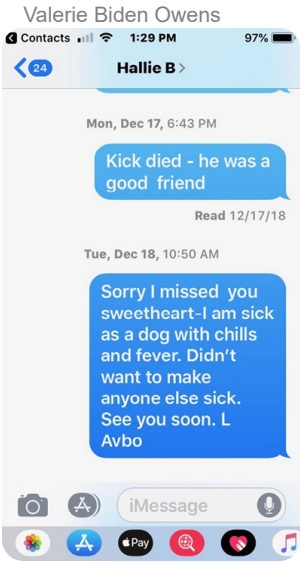 Valerie Biden Owens
Contacts 1:29 PM 97%
24 Hallie B >
Mon, Dec 17, 6:43 PM
Kick died - he was a
good friend
Read 12/17/18
Tue, Dec 18, 10:50 AM
Sorry I missed you
sweetheart-I am sick
as a dog with chills
and fever. Didn't
want to make
anyone else sick.
See you soon. L
Avbo
iMessage
Pay